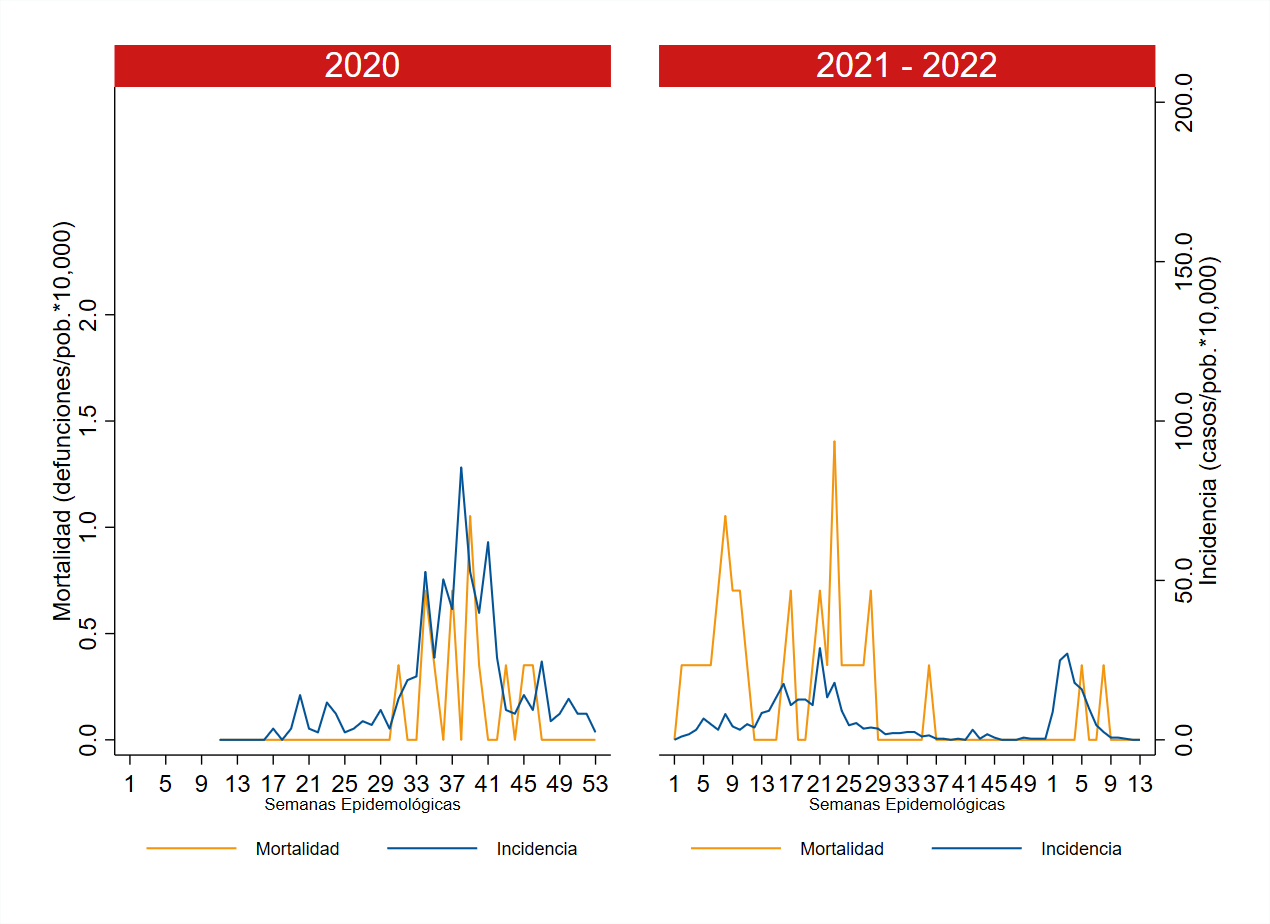 2020
2021 - 2022
Mortalidad (defunciones/pob.*10,000)
0.0 0.5 1.0 1.5 2.0
1 5 9 13 17 21 25 29 33 37 41 45 49 53
Semanas Epidemológicas
Mortalidad Incidencia
1 5 9 13 17 21 25 29 33 37 41 45 49 1 5 9 13
Semanas Epidemológicas
Mortalidad Incidencia
0.0 50.0 100.0 150.0 200.0
Incidencia (casos/pob.*10,000)